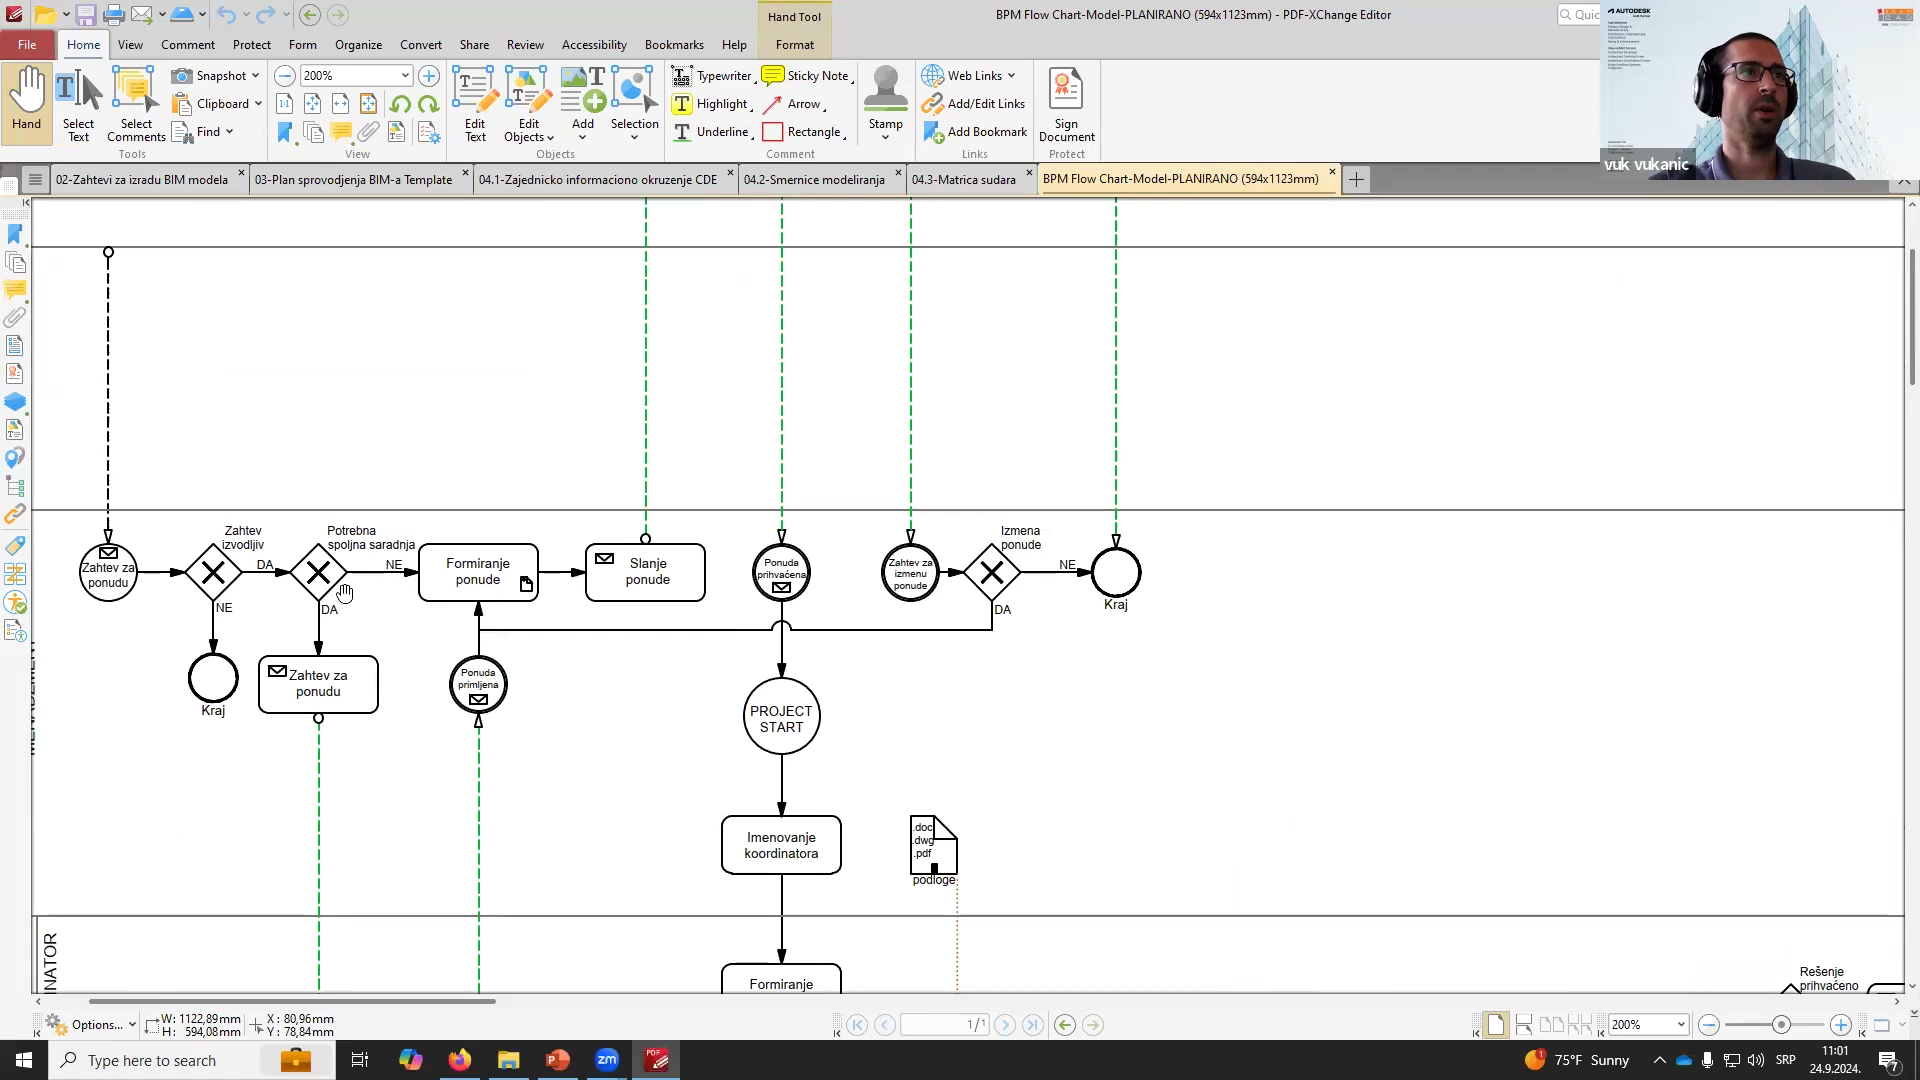 Hand Tool
BPM Flow Chart-Model-PLANIRANO (594x1123mm) - PDF-XChange Editor
AUTODESK
File Home View Comment Protect Form Organize Convert Share Review Accessibility Bookmarks Help Format
Hand
Select Text
Select Comments
Tools
Snapshot
Clipboard
Find
200%
View
Edit Text
Edit Objects
Add
Selection
Objects
Typewriter
Highlight
Underline
Sticky Note
Arrow
Rectangle
Stamp
Comment
Web Links
Add/Edit Links
Add Bookmark
Links
Sign Document
Protect
vuk vukanic
02-Zahtevi za izradu BIM modela
03-Plan sprovodjenja BIM-a Template
04.1-Zajednicko informaciono okruzenje CDE
04.2-Smernice modeliranja
04.3-Matrica sudara
BPM Flow Chart-Model-PLANIRANO (594x1123mm)
Zahtev za
ponudu
Zahtev
izvodljiv
DA
NE
Kraj
Potrebna
spoljna saradnja
NE
DA
Zahtev za
ponudu
Formiranje
ponude
Slanje
ponude
Ponuda
primljena
Ponuda
prihvaćena
Zahtev za
izmenu
ponude
Izmena
ponude
NE
DA
Kraj
PROJECT
START
Imenovanje
koordinatora
.doc
.dwg
.pdf
podloge
INATOR
Formiranje
Rešenje
prihvaćeno
Options...
W: 1122,89mm
H: 594,08mm
X: 80,96mm
Y: 78,84mm
1/1
200%
Type here to search
75°F Sunny
SRP
11:01
24.9.2024.
7